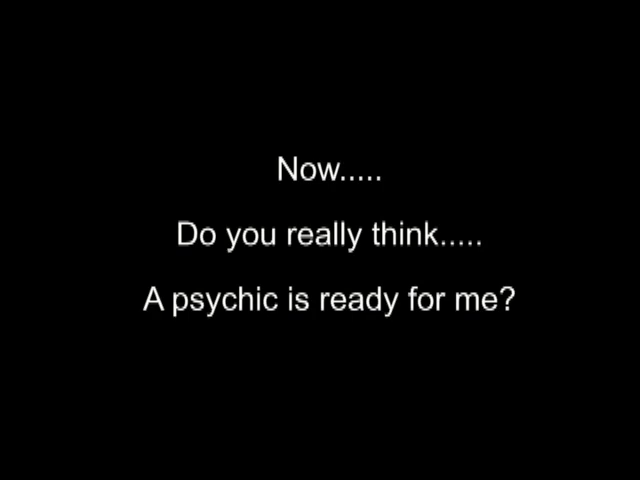 Now.....
Do you really think.....
A psychic is ready for me?